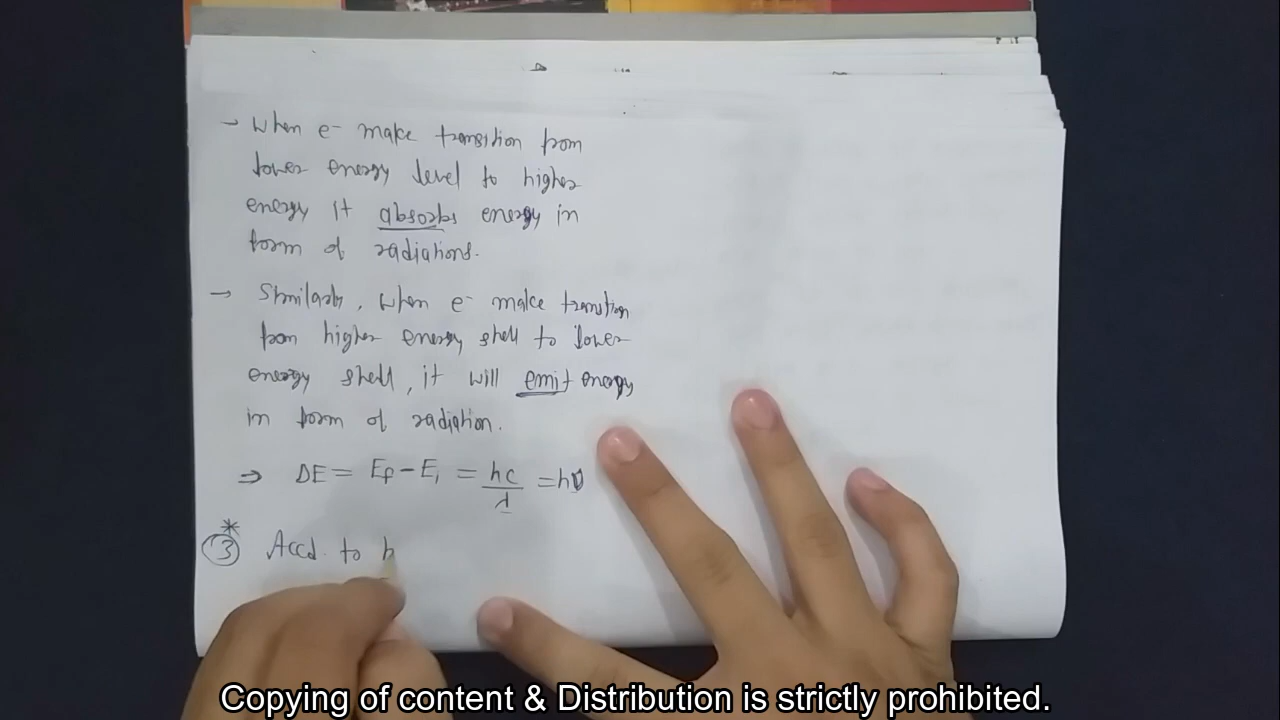 → When e- make transition from
lower energy level to higher
energy it absorbs energy in
form of radiations.
→ Similarly, when e- make transition
from higher energy shell to lower
energy shell, it will emit energy
in form of radiation.
⇒ DE = Ef - Ei = hc/λ = hν
*
③ Accd. to
Copying of content & Distribution is strictly prohibited.